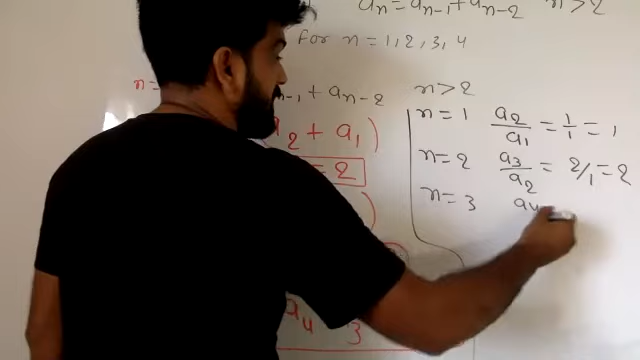 aₙ = aₙ₋₁ + aₙ₋₂ n > 2
For n = 1, 2, 3, 4
n =
ₙ₋₁ + aₙ₋₂ n > 2
a₂ + a₁)
= 2
)
a₄ 3
n = 1 a₂/a₁ = 1/1 = 1
n = 2 a₃/a₂ = 2/1 = 2
n = 3 a₄